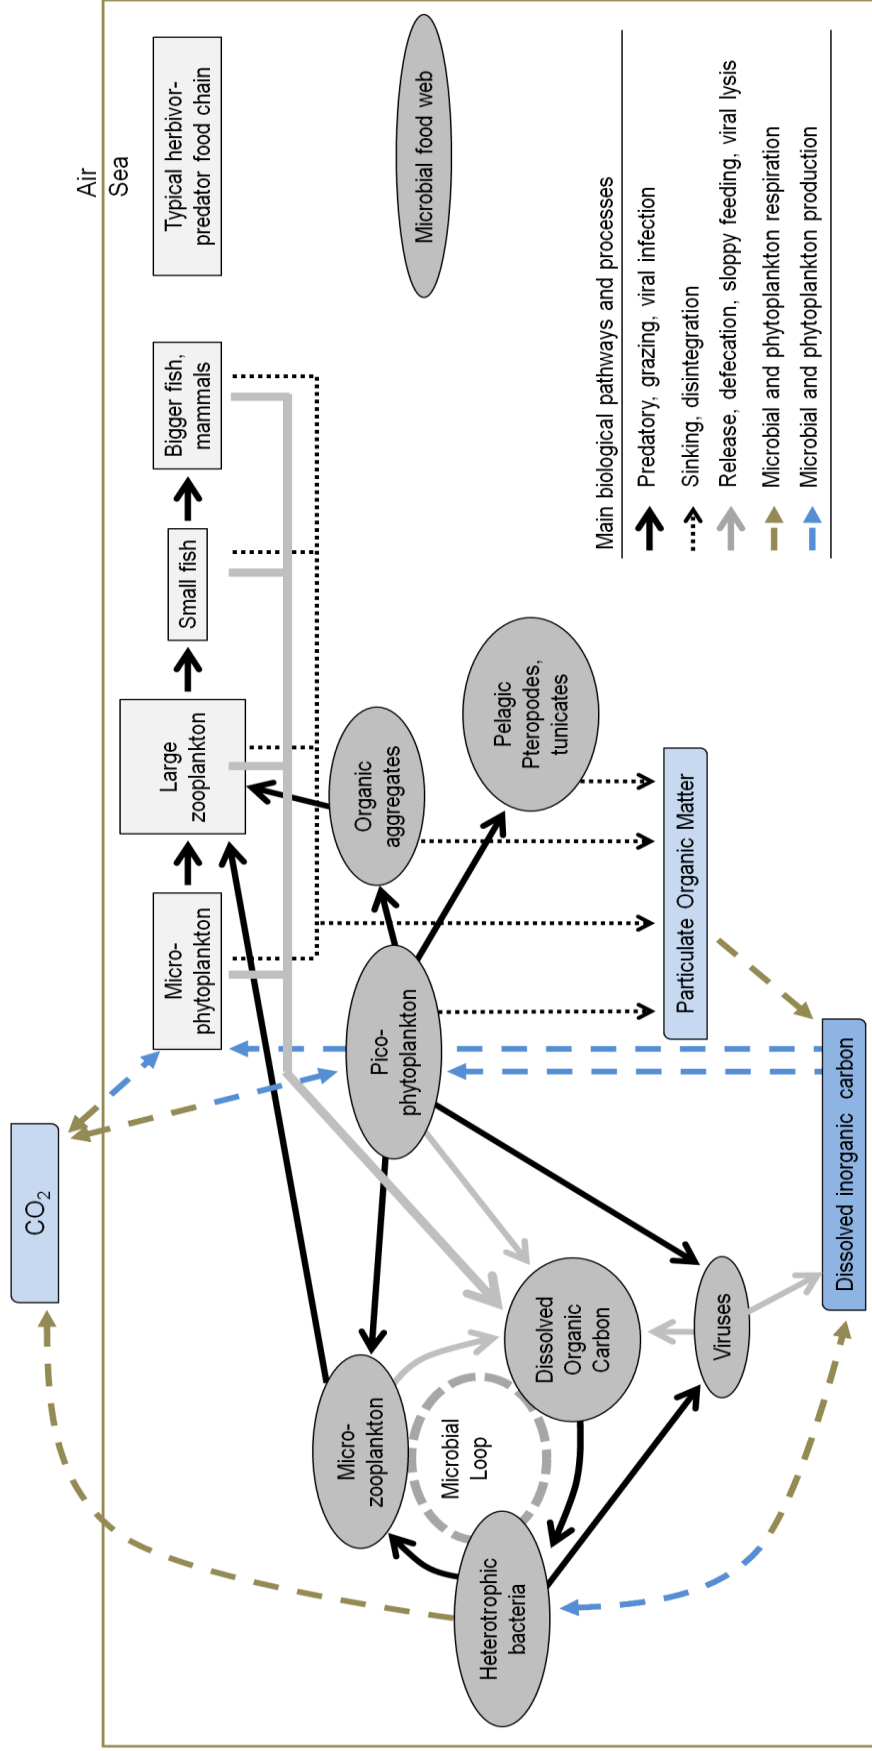 CO2
Air
Sea
Micro-
phytoplankton
Large
zooplankton
Small fish
Bigger fish,
mammals
Typical herbivor-
predator food chain
Micro-
zooplankton
Pico-
phytoplankton
Organic
aggregates
Microbial food web
Microbial
Loop
Heterotrophic
bacteria
Dissolved
Organic
Carbon
Pelagic
Pteropodes,
tunicates
Viruses
Particulate Organic Matter
Dissolved inorganic carbon
Main biological pathways and processes
Predatory, grazing, viral infection
Sinking, disintegration
Release, defecation, sloppy feeding, viral lysis
Microbial and phytoplankton respiration
Microbial and phytoplankton production